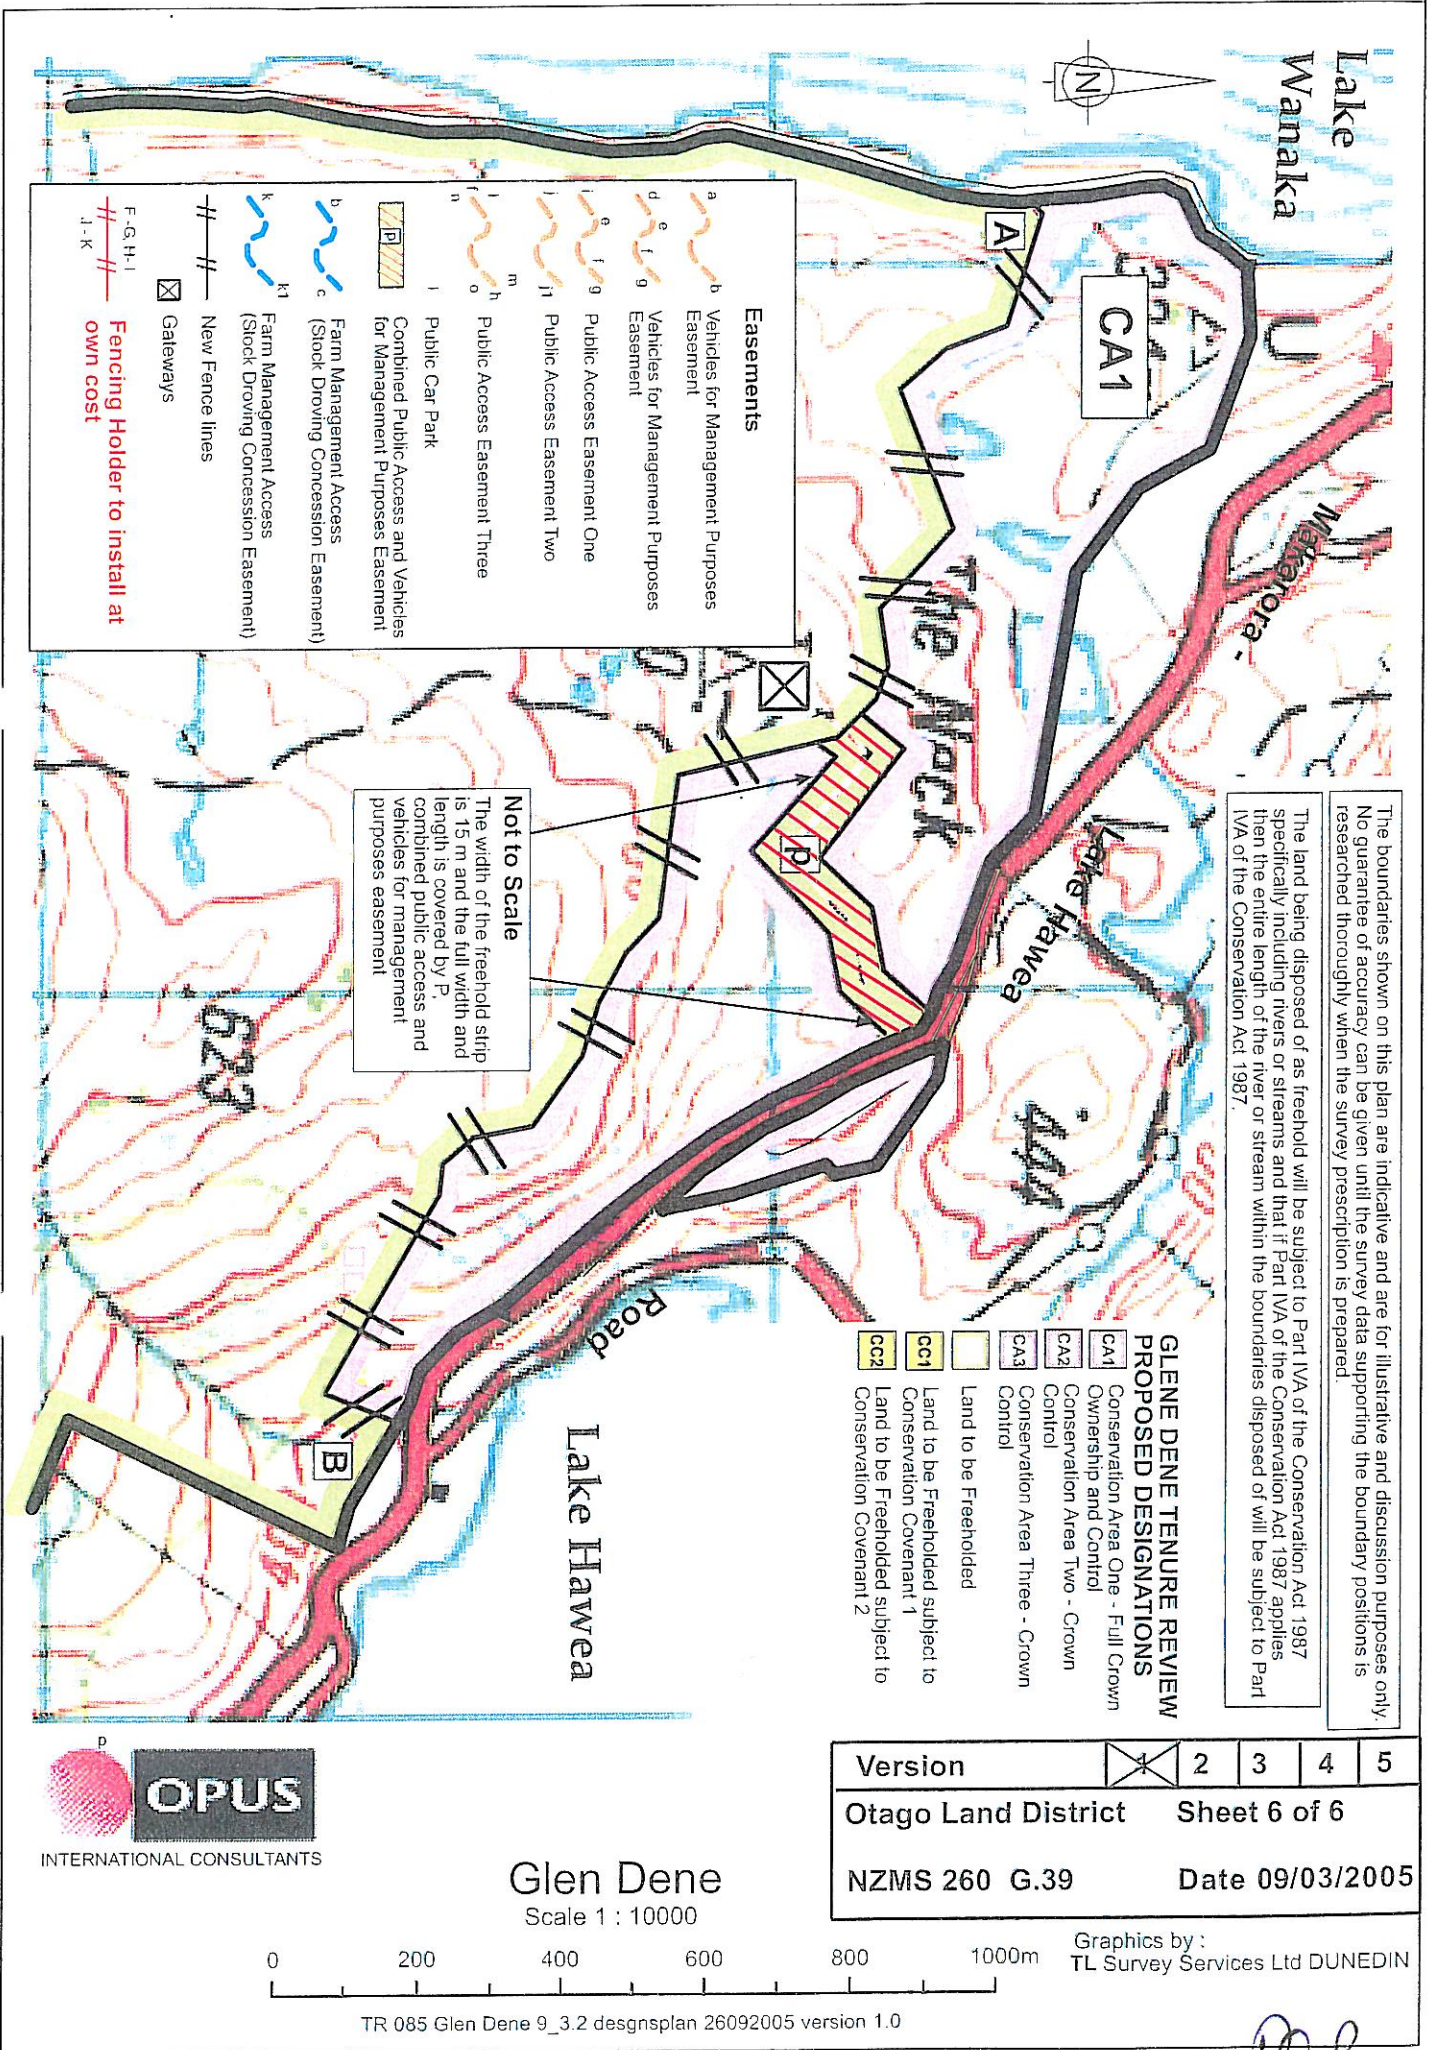 Lake
Wanaka
N
U
CA1
A
The Neck
Makarora -
Lake Hawea
Road
p
623
B
Lake Hawea
The boundaries shown on this plan are indicative and are for illustrative and discussion purposes only.
No guarantee of accuracy can be given until the survey data supporting the boundary positions is
researched thoroughly when the survey prescription is prepared.
The land being disposed of as freehold will be subject to Part IVA of the Conservation Act 1987
specifically including rivers or streams and that if Part IVA of the Conservation Act 1987 applies
then the entire length of the river or stream within the boundaries disposed of will be subject to Part
IVA of the Conservation Act 1987.
Easements
a b Vehicles for Management Purposes
Easement
d e f g Vehicles for Management Purposes
Easement
i e f g Public Access Easement One
j j1 Public Access Easement Two
l m
f h Public Access Easement Three
n o
l Public Car Park
p Combined Public Access and Vehicles
for Management Purposes Easement
b c Farm Management Access
(Stock Droving Concession Easement)
k k1 Farm Management Access
(Stock Droving Concession Easement)
New Fence lines
Gateways
F -G, H- I
J - K
Fencing Holder to install at
own cost
Not to Scale
The width of the freehold strip
is 15 m and the full width and
length is covered by P,
combined public access and
vehicles for management
purposes easement
GLENE DENE TENURE REVIEW
PROPOSED DESIGNATIONS
CA1 Conservation Area One - Full Crown
Ownership and Control
CA2 Conservation Area Two - Crown
Control
CA3 Conservation Area Three - Crown
Control
Land to be Freeholded
CC1 Land to be Freeholded subject to
Conservation Covenant 1
CC2 Land to be Freeholded subject to
Conservation Covenant 2
p
OPUS
INTERNATIONAL CONSULTANTS
Version 1 2 3 4 5
Otago Land District Sheet 6 of 6
NZMS 260 G.39 Date 09/03/2005
Glen Dene
Scale 1 : 10000
0 200 400 600 800 1000m
Graphics by :
TL Survey Services Ltd DUNEDIN
TR 085 Glen Dene 9_3.2 desgnsplan 26092005 version 1.0